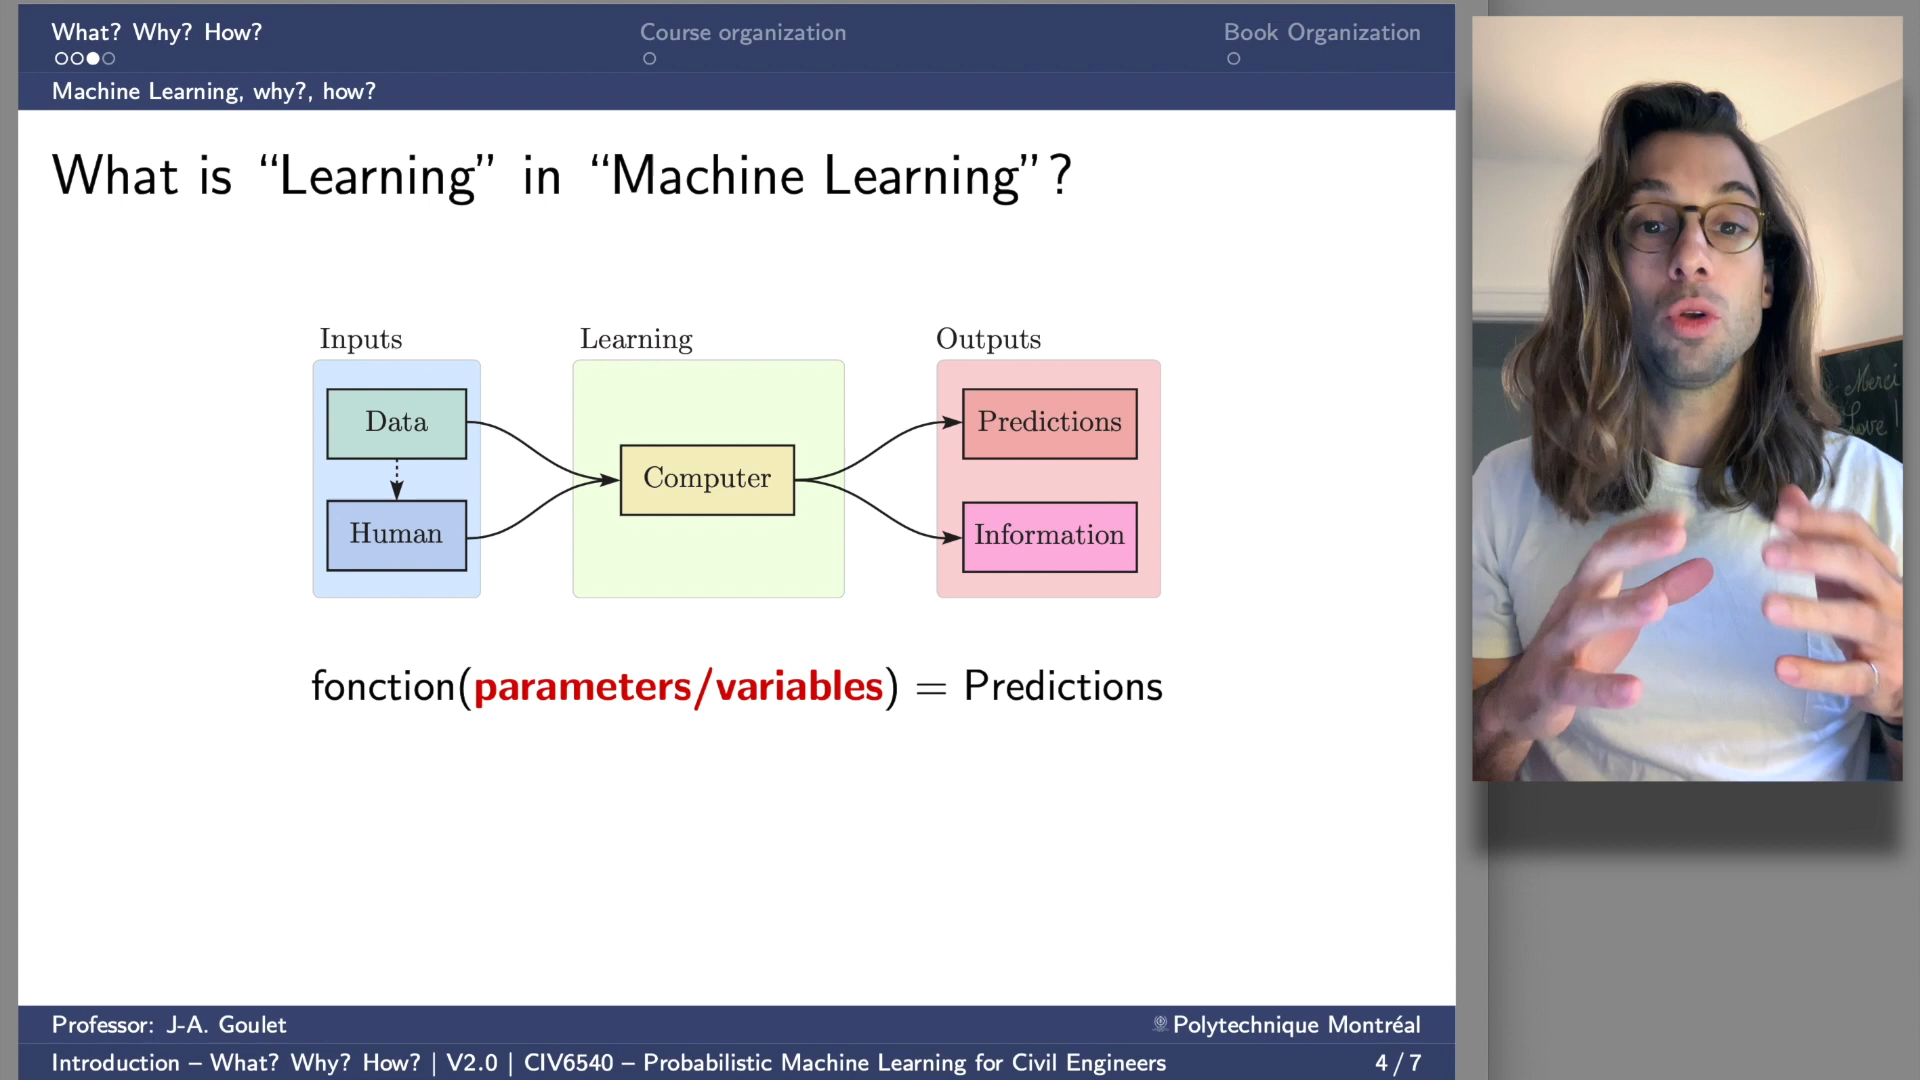 What? Why? How?
Course organization
Book Organization
Machine Learning, why?, how?
What is “Learning” in “Machine Learning”?
Inputs
Learning
Outputs
Data
Predictions
Computer
Human
Information
fonction(parameters/variables) = Predictions
Merci
Love !
Professor: J-A. Goulet
Polytechnique Montréal
Introduction – What? Why? How? | V2.0 | CIV6540 – Probabilistic Machine Learning for Civil Engineers
4 / 7